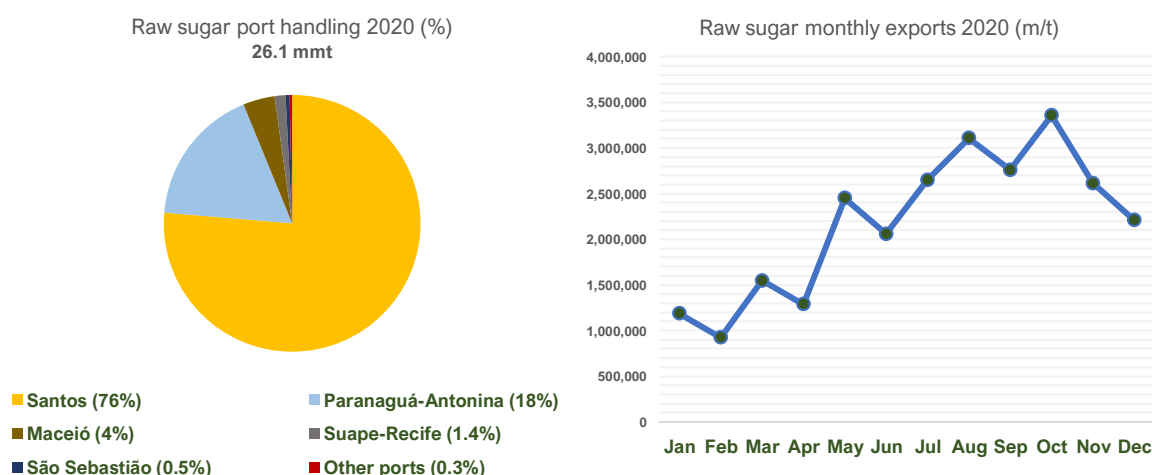 Raw sugar port handling 2020 (%)
26.1 mmt
Santos (76%)
Paranaguá-Antonina (18%)
Maceió (4%)
Suape-Recife (1.4%)
São Sebastião (0.5%)
Other ports (0.3%)
Raw sugar monthly exports 2020 (m/t)
4,000,000
3,500,000
3,000,000
2,500,000
2,000,000
1,500,000
1,000,000
500,000
0
Jan Feb Mar Apr May Jun Jul Aug Sep Oct Nov Dec